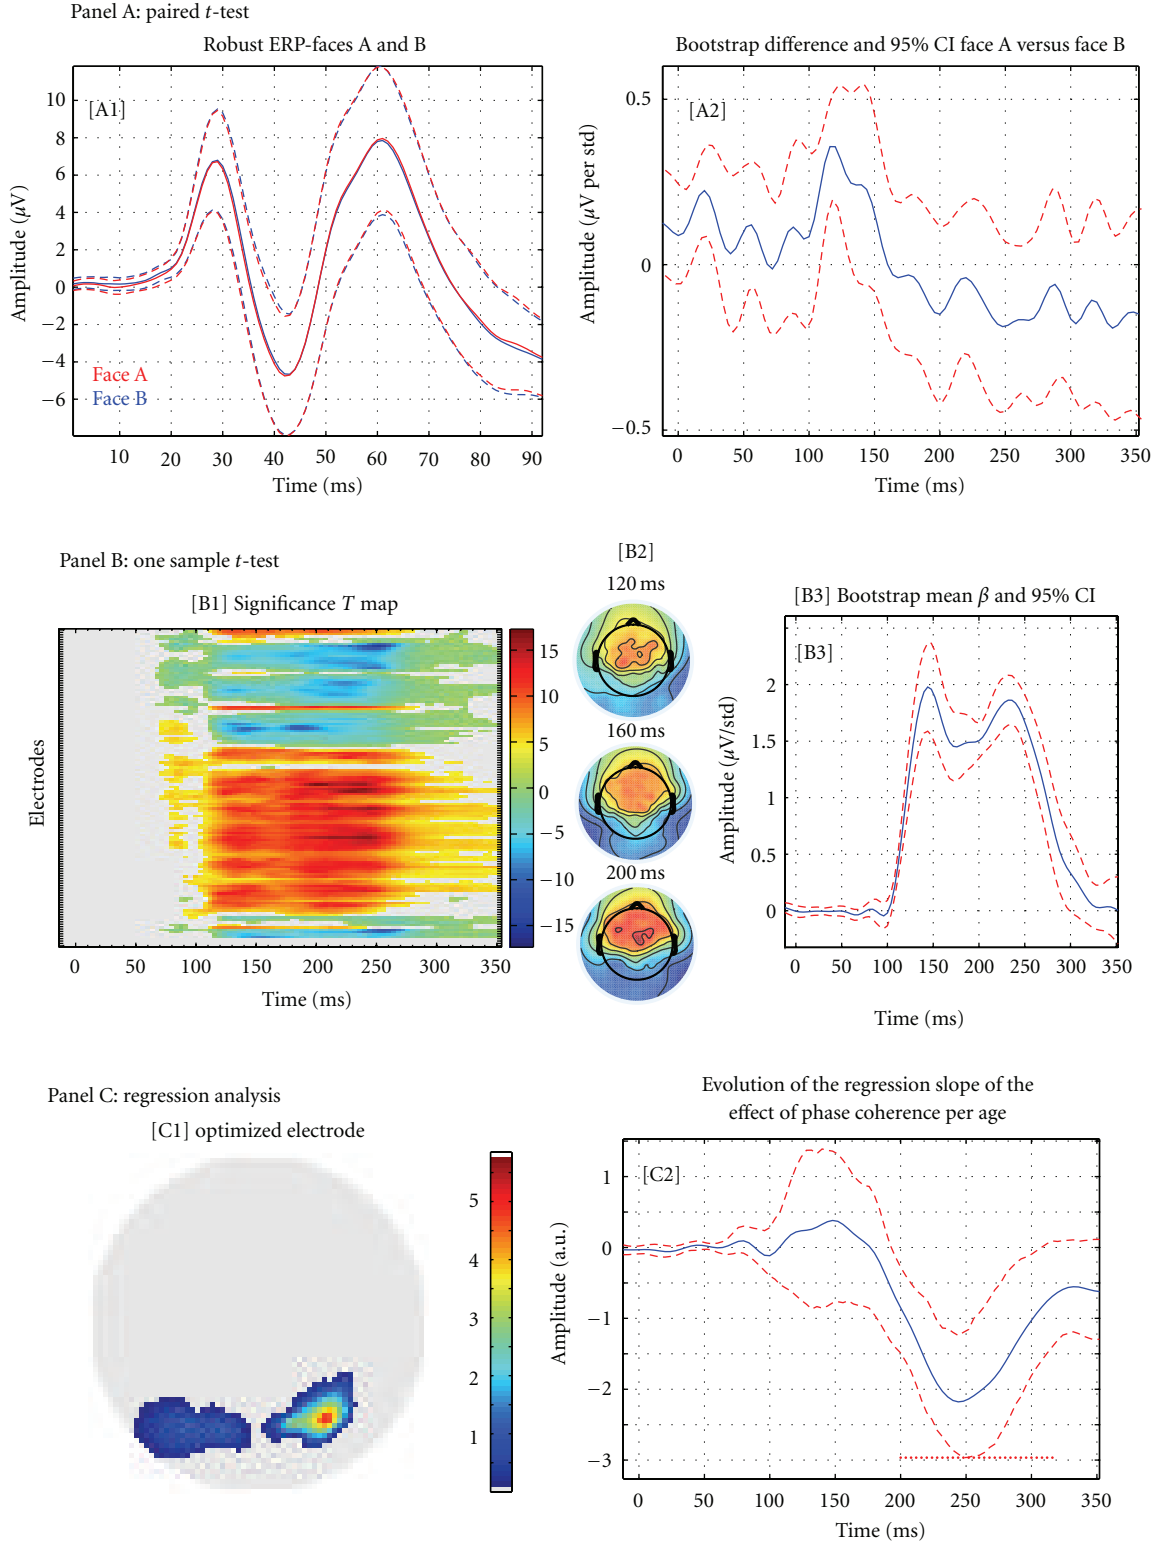 Panel A: paired t-test
Robust ERP-faces A and B
[A1]
Amplitude (μV)
10
8
6
4
2
0
−2
−4
−6
Face A
Face B
10 20 30 40 50 60 70 80 90
Time (ms)
Bootstrap difference and 95% CI face A versus face B
[A2]
Amplitude (μV per std)
0.5
0
−0.5
0 50 100 150 200 250 300 350
Time (ms)
Panel B: one sample t-test
[B1] Significance T map
Electrodes
0 50 100 150 200 250 300 350
Time (ms)
15
10
5
0
−5
−10
−15
[B2]
120 ms
160 ms
200 ms
[B3] Bootstrap mean β and 95% CI
[B3]
Amplitude (μV/std)
2
1.5
1
0.5
0
0 50 100 150 200 250 300 350
Time (ms)
Panel C: regression analysis
[C1] optimized electrode
5
4
3
2
1
Evolution of the regression slope of the
effect of phase coherence per age
[C2]
Amplitude (a.u.)
1
0
−1
−2
−3
0 50 100 150 200 250 300 350
Time (ms)